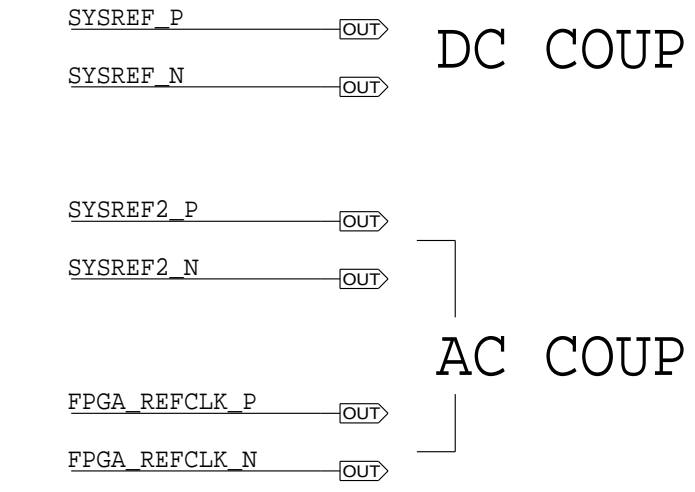 SYSREF_P OUT DC COUP
SYSREF_N OUT
SYSREF2_P OUT
SYSREF2_N OUT
AC COUP
FPGA_REFCLK_P OUT
FPGA_REFCLK_N OUT